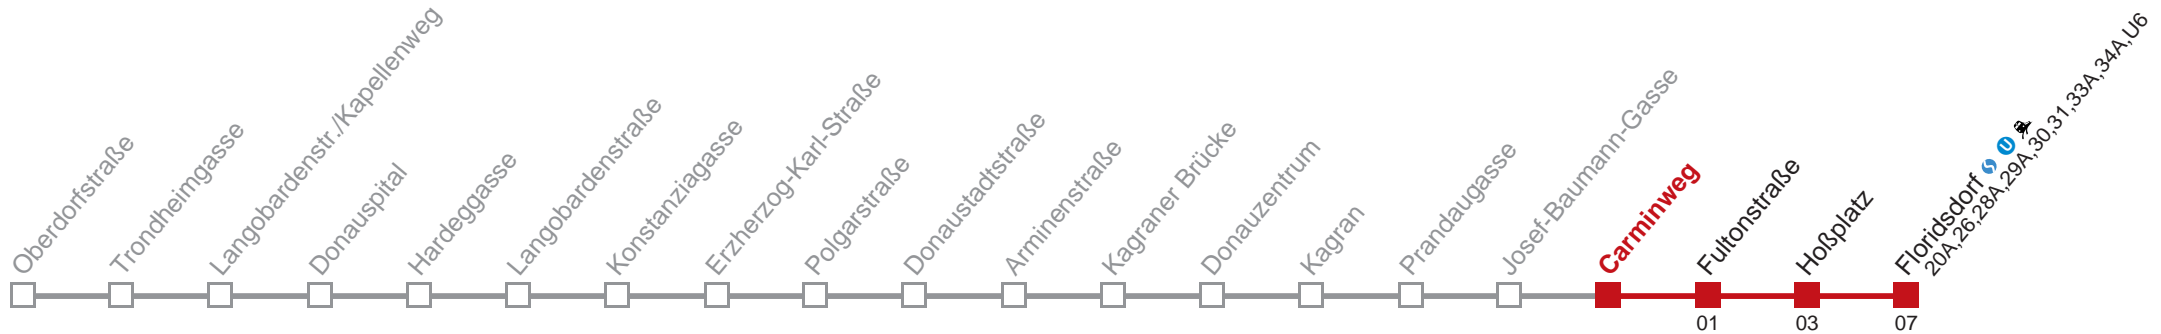 Oberdorfstraße
Trondheimgasse
Langobardenstr./Kapellenweg
Donauspital
Hardeggasse
Langobardenstraße
Konstanziagasse
Erzherzog-Karl-Straße
Polgarstraße
Donaustadtstraße
Arminenstraße
Kagraner Brücke
Donauzentrum
Kagran
Prandaugasse
Josef-Baumann-Gasse
Carminweg
Fultonstraße
Hoßplatz
Floridsdorf S U
20A,26,28A,29A,30,31,33A,34A,U6
01
03
07